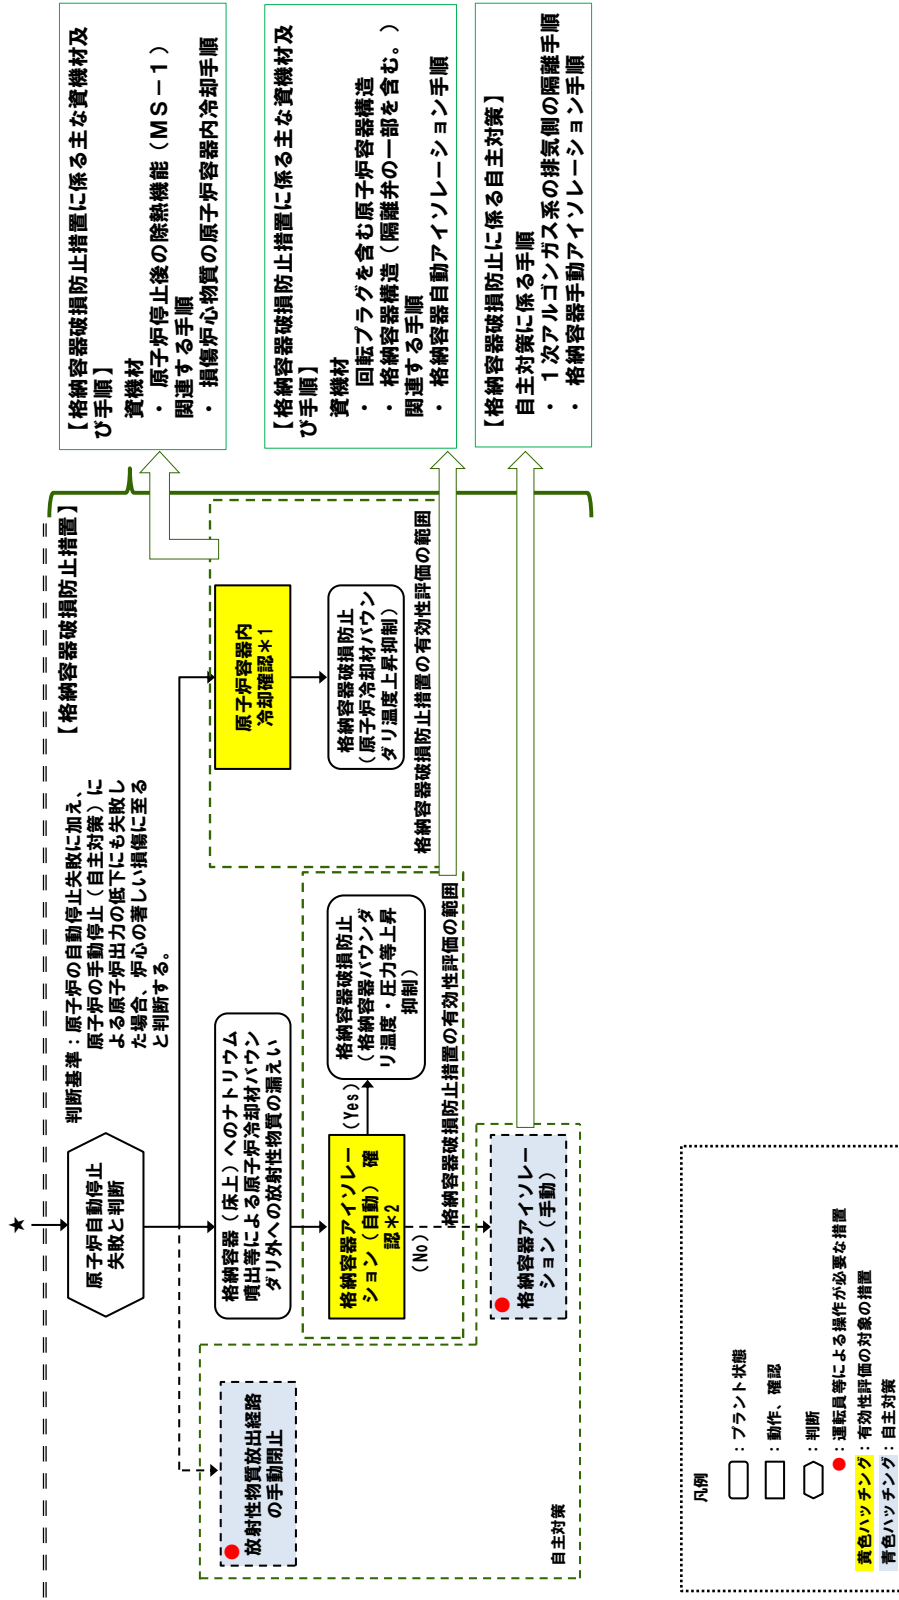 ★
【格納容器破損防止措置】
判断基準：原子炉の自動停止失敗に加え、
原子炉の手動停止（自主対策）に
よる原子炉出力の低下にも失敗し
た場合、炉心の著しい損傷に至る
と判断する。
原子炉自動停止
失敗と判断
放射性物質放出経路
の手動閉止
格納容器（床上）へのナトリウム
噴出等による原子炉冷却材バウン
ダリ外への放射性物質の漏えい
原子炉容器内
冷却確認＊1
格納容器アイソレー
ション（自動） 確
認＊2
（Yes）
（No）
格納容器破損防止
（格納容器バウンダ
リ温度・圧力等上昇
抑制）
格納容器破損防止
（原子炉冷却材バウン
ダリ温度上昇抑制）
格納容器破損防止措置の有効性評価の範囲
格納容器破損防止措置の有効性評価の範囲
格納容器アイソレー
ション（手動）
自主対策
【格納容器破損防止措置に係る主な資機材及
び手順】
資機材
・ 原子炉停止後の除熱機能（ＭＳ－１）
関連する手順
・ 損傷炉心物質の原子炉容器内冷却手順
【格納容器破損防止措置に係る主な資機材及
び手順】
資機材
・ 回転プラグを含む原子炉容器構造
・ 格納容器構造（隔離弁の一部を含む。）
関連する手順
・ 格納容器自動アイソレーション手順
【格納容器破損防止に係る自主対策】
自主対策に係る手順
・ １次アルゴンガス系の排気側の隔離手順
・ 格納容器手動アイソレーション手順
凡例
：プラント状態
：動作、確認
：判断
：運転員等による操作が必要な措置
黄色ハッチング：有効性評価の対象の措置
青色ハッチング：自主対策